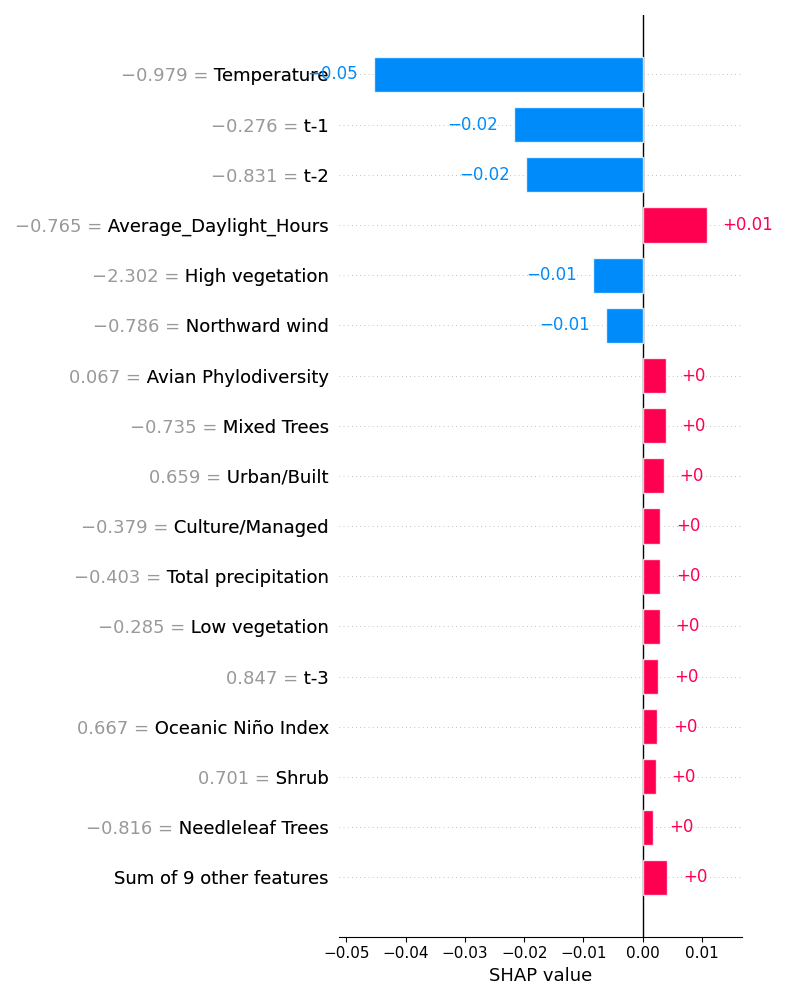 −0.979 = Temperature −0.05
−0.276 = t-1 −0.02
−0.831 = t-2 −0.02
−0.765 = Average_Daylight_Hours +0.01
−2.302 = High vegetation −0.01
−0.786 = Northward wind −0.01
0.067 = Avian Phylodiversity +0
−0.735 = Mixed Trees +0
0.659 = Urban/Built +0
−0.379 = Culture/Managed +0
−0.403 = Total precipitation +0
−0.285 = Low vegetation +0
0.847 = t-3 +0
0.667 = Oceanic Niño Index +0
0.701 = Shrub +0
−0.816 = Needleleaf Trees +0
Sum of 9 other features +0
−0.05 −0.04 −0.03 −0.02 −0.01 0.00 0.01
SHAP value